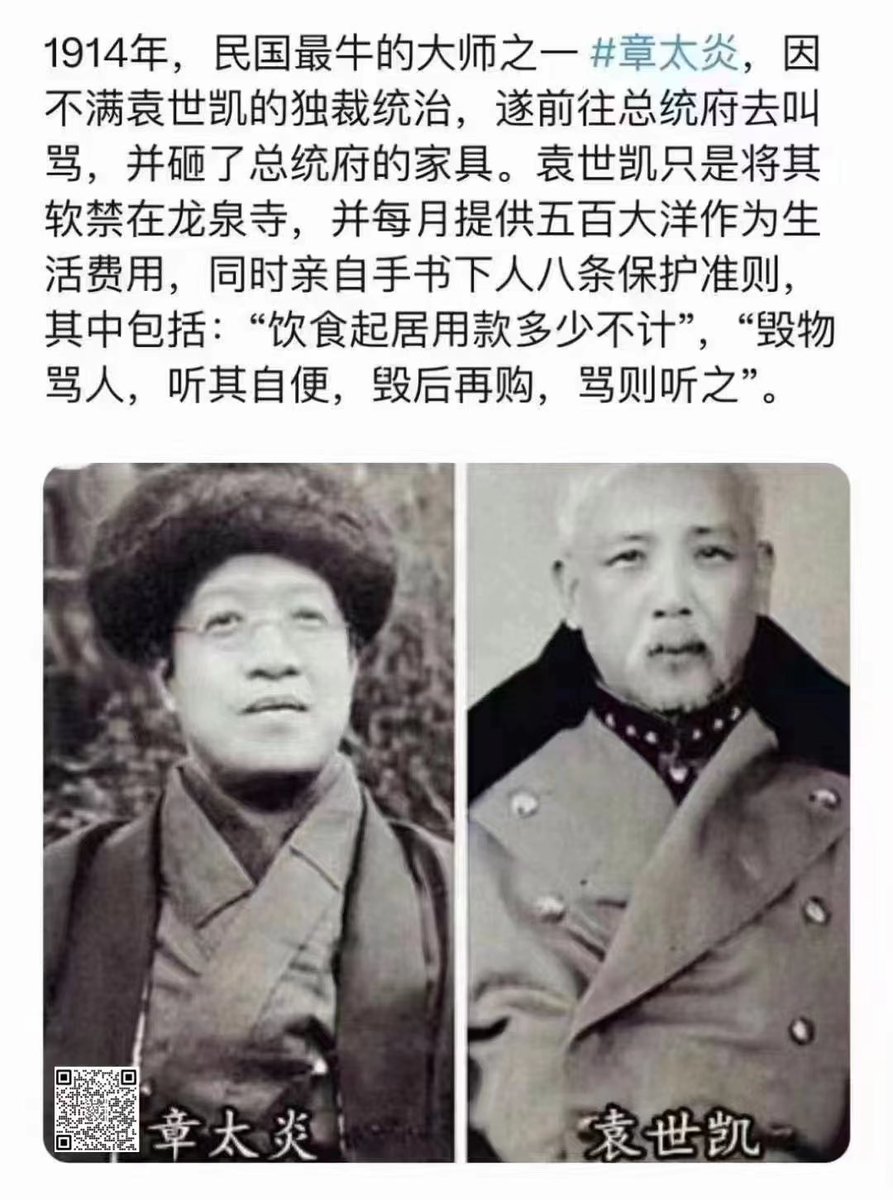 1914年，民国最牛的大师之一 #章太炎，因
不满袁世凯的独裁统治，遂前往总统府去叫
骂，并砸了总统府的家具。袁世凯只是将其
软禁在龙泉寺，并每月提供五百大洋作为生
活费用，同时亲自手书下人八条保护准则，
其中包括：“饮食起居用款多少不计”，“毁物
骂人，听其自便，毁后再购，骂则听之”。
章太炎
袁世凯